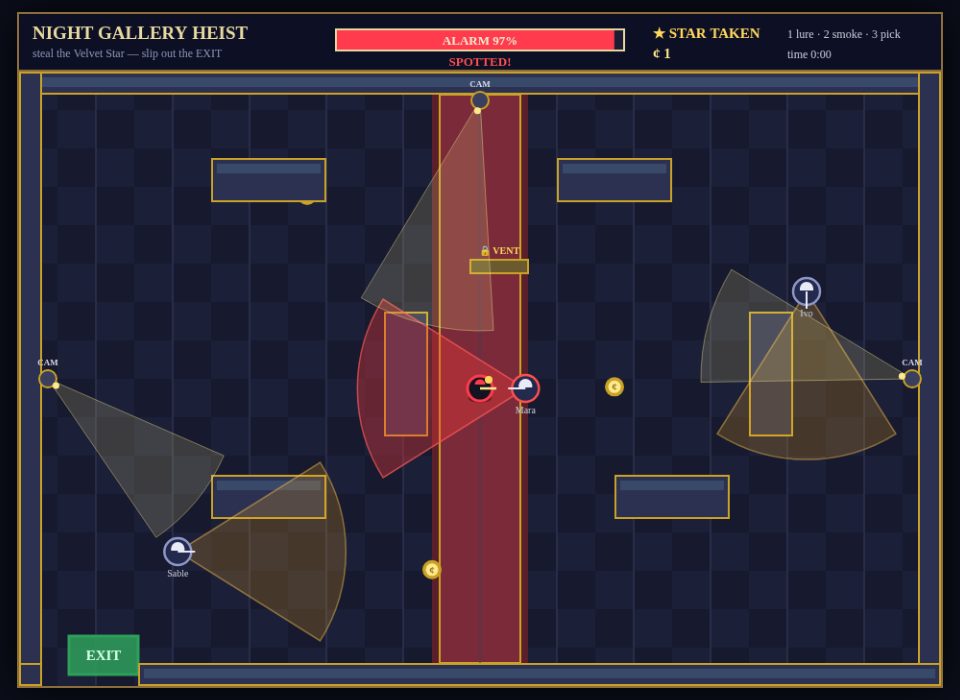 NIGHT GALLERY HEIST
steal the Velvet Star — slip out the EXIT
ALARM 97%
SPOTTED!
★ STAR TAKEN
¢ 1
1 lure · 2 smoke · 3 pick
time 0:00
CAM
🔒 VENT
Ivo
CAM
CAM
¢
Mara
Sable
¢
EXIT